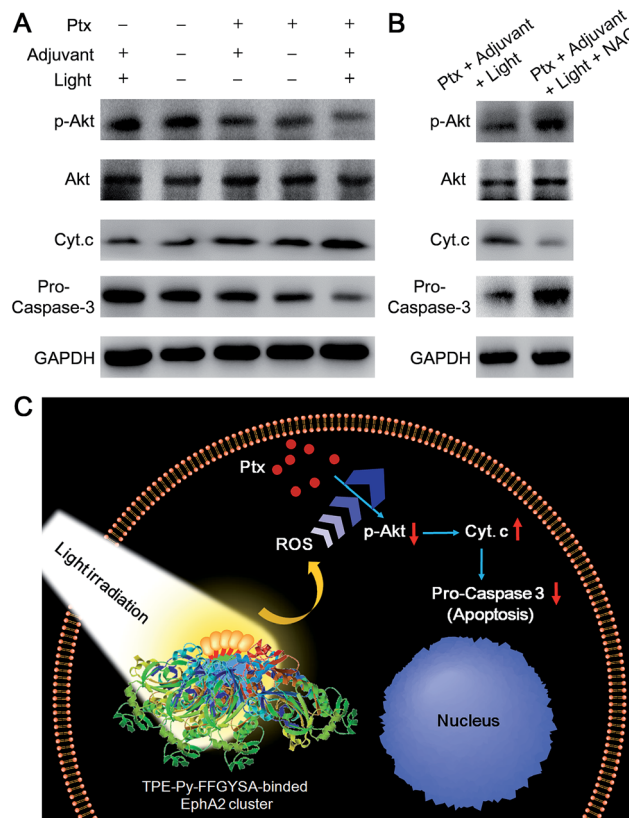 A
Ptx – – + + +
Adjuvant + – + – +
Light + – – – +
p-Akt
Akt
Cyt.c
Pro-
Caspase-3
GAPDH
B
Ptx + Adjuvant
+ Light
Ptx + Adjuvant
+ Light + NAC
p-Akt
Akt
Cyt.c
Pro-
Caspase-3
GAPDH
C
Ptx
ROS
p-Akt
Cyt. c
Pro-Caspase 3
(Apoptosis)
Light irradiation
Nucleus
TPE-Py-FFGYSA-binded
EphA2 cluster